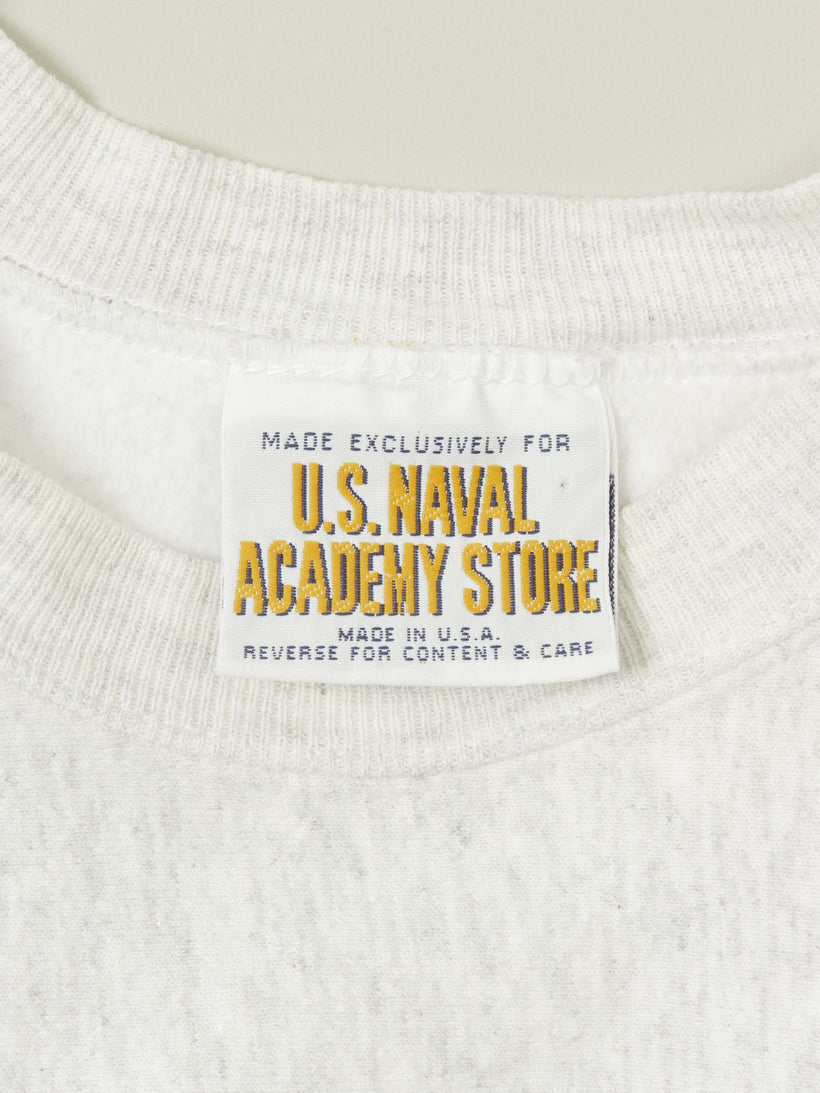 MADE EXCLUSIVELY FOR
U.S. NAVAL
ACADEMY STORE
MADE IN U.S.A.
REVERSE FOR CONTENT & CARE